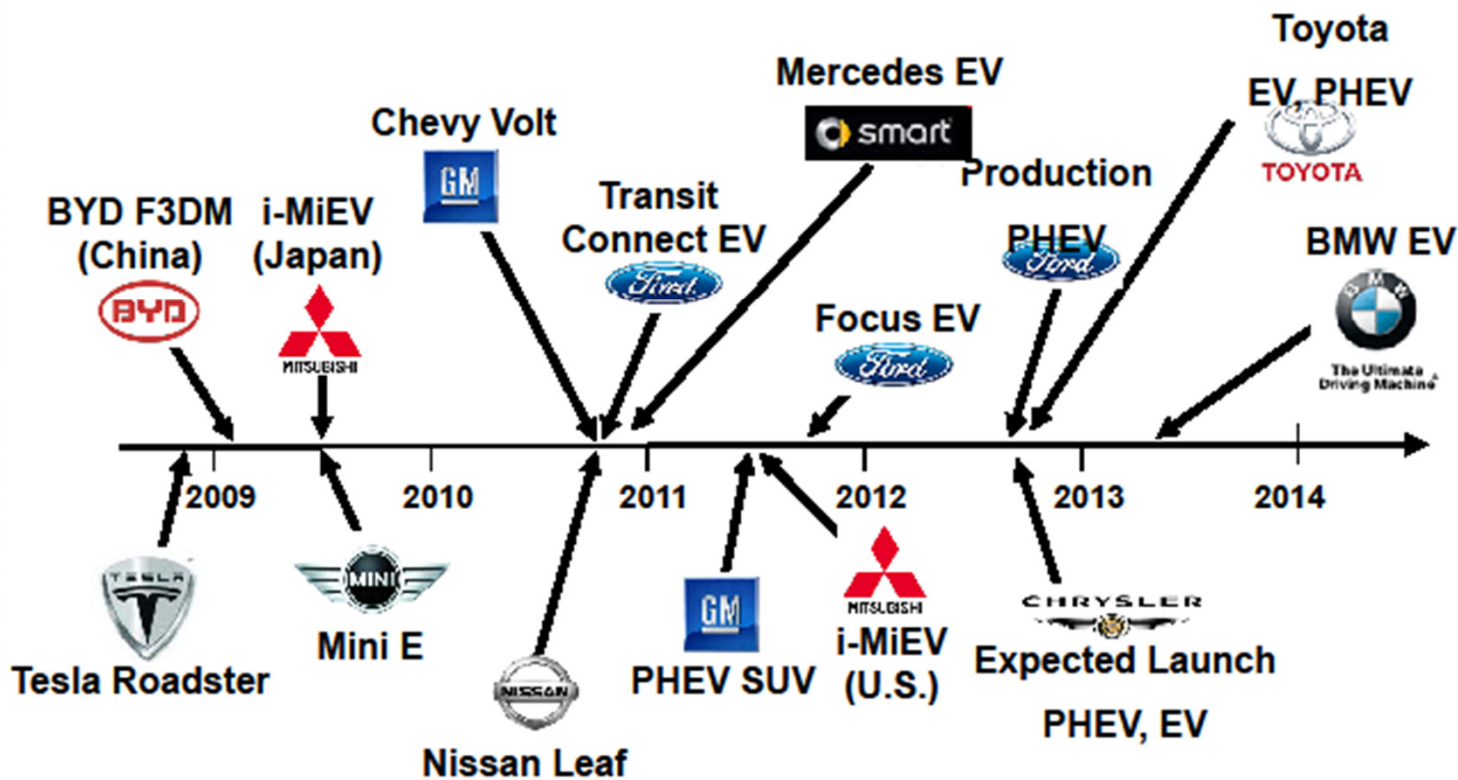 Toyota
EV, PHEV
TOYOTA
Mercedes EV
smart
Chevy Volt
GM
Production
PHEV
Ford
Transit
Connect EV
Ford
BYD F3DM
(China)
BYD
i-MiEV
(Japan)
MITSUBISHI
BMW EV
BMW
The Ultimate
Driving Machine
Focus EV
Ford
2009
2010
2011
2012
2013
2014
TESLA
Tesla Roadster
MINI
Mini E
NISSAN
Nissan Leaf
GM
PHEV SUV
MITSUBISHI
i-MiEV
(U.S.)
CHRYSLER
Expected Launch
PHEV, EV